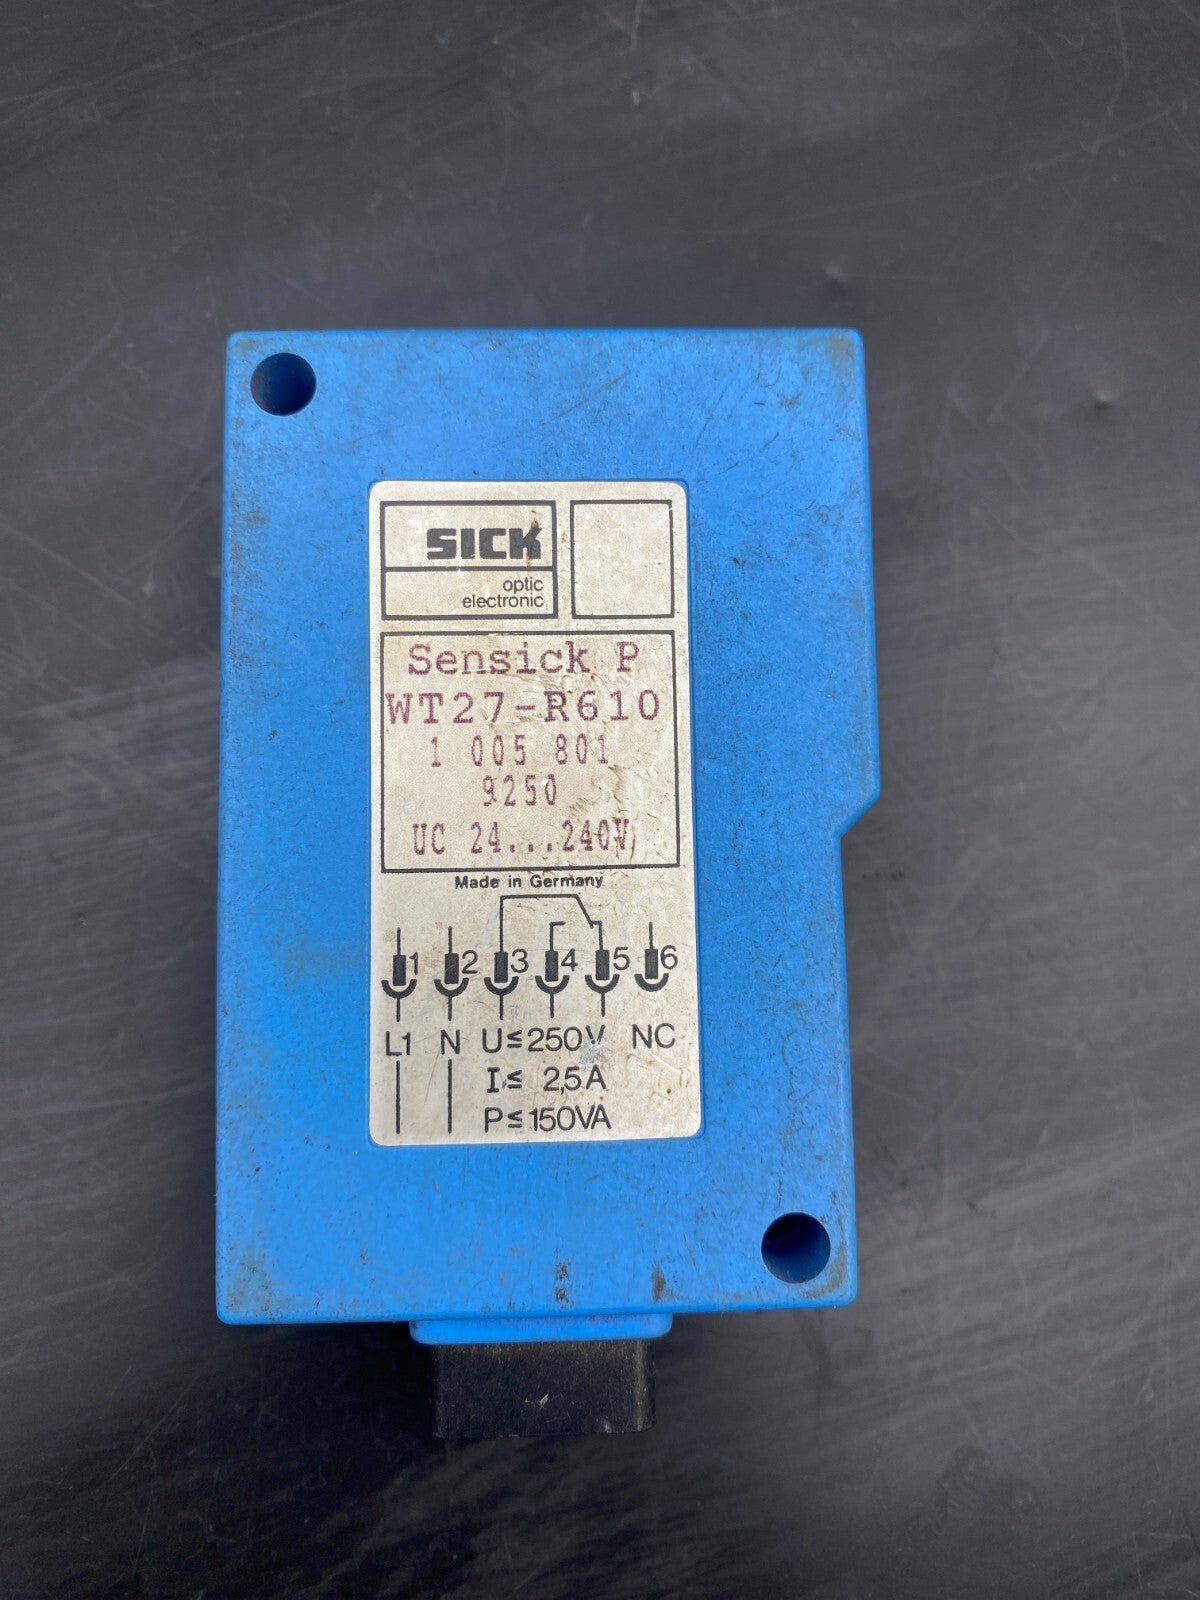 SICK
optic
electronic
Sensick P
WT27-R610
1 005 801
9250
UC 24...240V
Made in Germany
1 2 3 4 5 6
L1 N U≤250V NC
I≤ 2,5A
P≤150VA